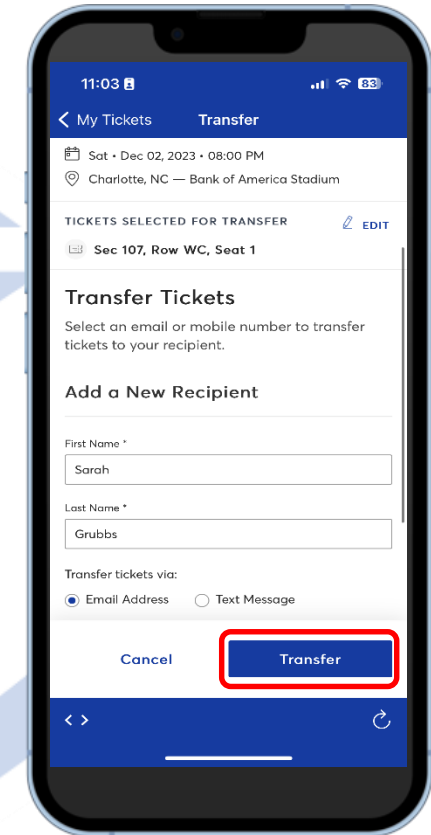 11:03
83
My Tickets Transfer
Sat • Dec 02, 2023 • 08:00 PM
Charlotte, NC — Bank of America Stadium
TICKETS SELECTED FOR TRANSFER EDIT
Sec 107, Row WC, Seat 1
Transfer Tickets
Select an email or mobile number to transfer
tickets to your recipient.
Add a New Recipient
First Name *
Sarah
Last Name *
Grubbs
Transfer tickets via:
Email Address Text Message
Cancel Transfer